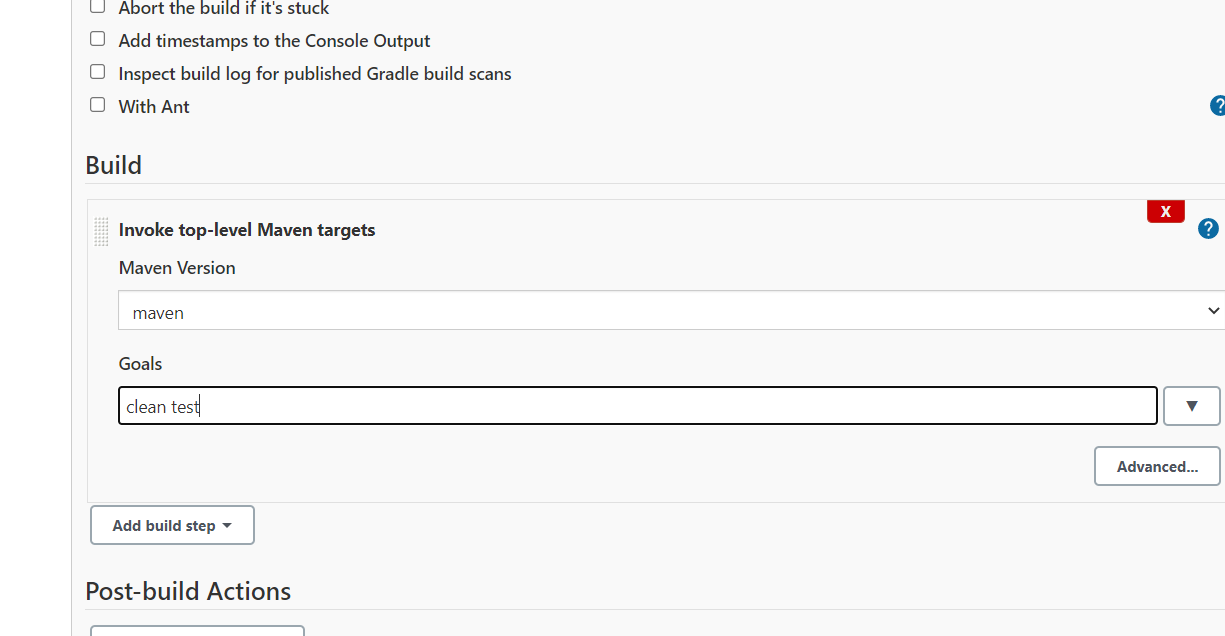 Abort the build if it's stuck
Add timestamps to the Console Output
Inspect build log for published Gradle build scans
With Ant
?
Build
X
Invoke top-level Maven targets
?
Maven Version
maven
Goals
clean test
▼
Advanced...
Add build step
Post-build Actions